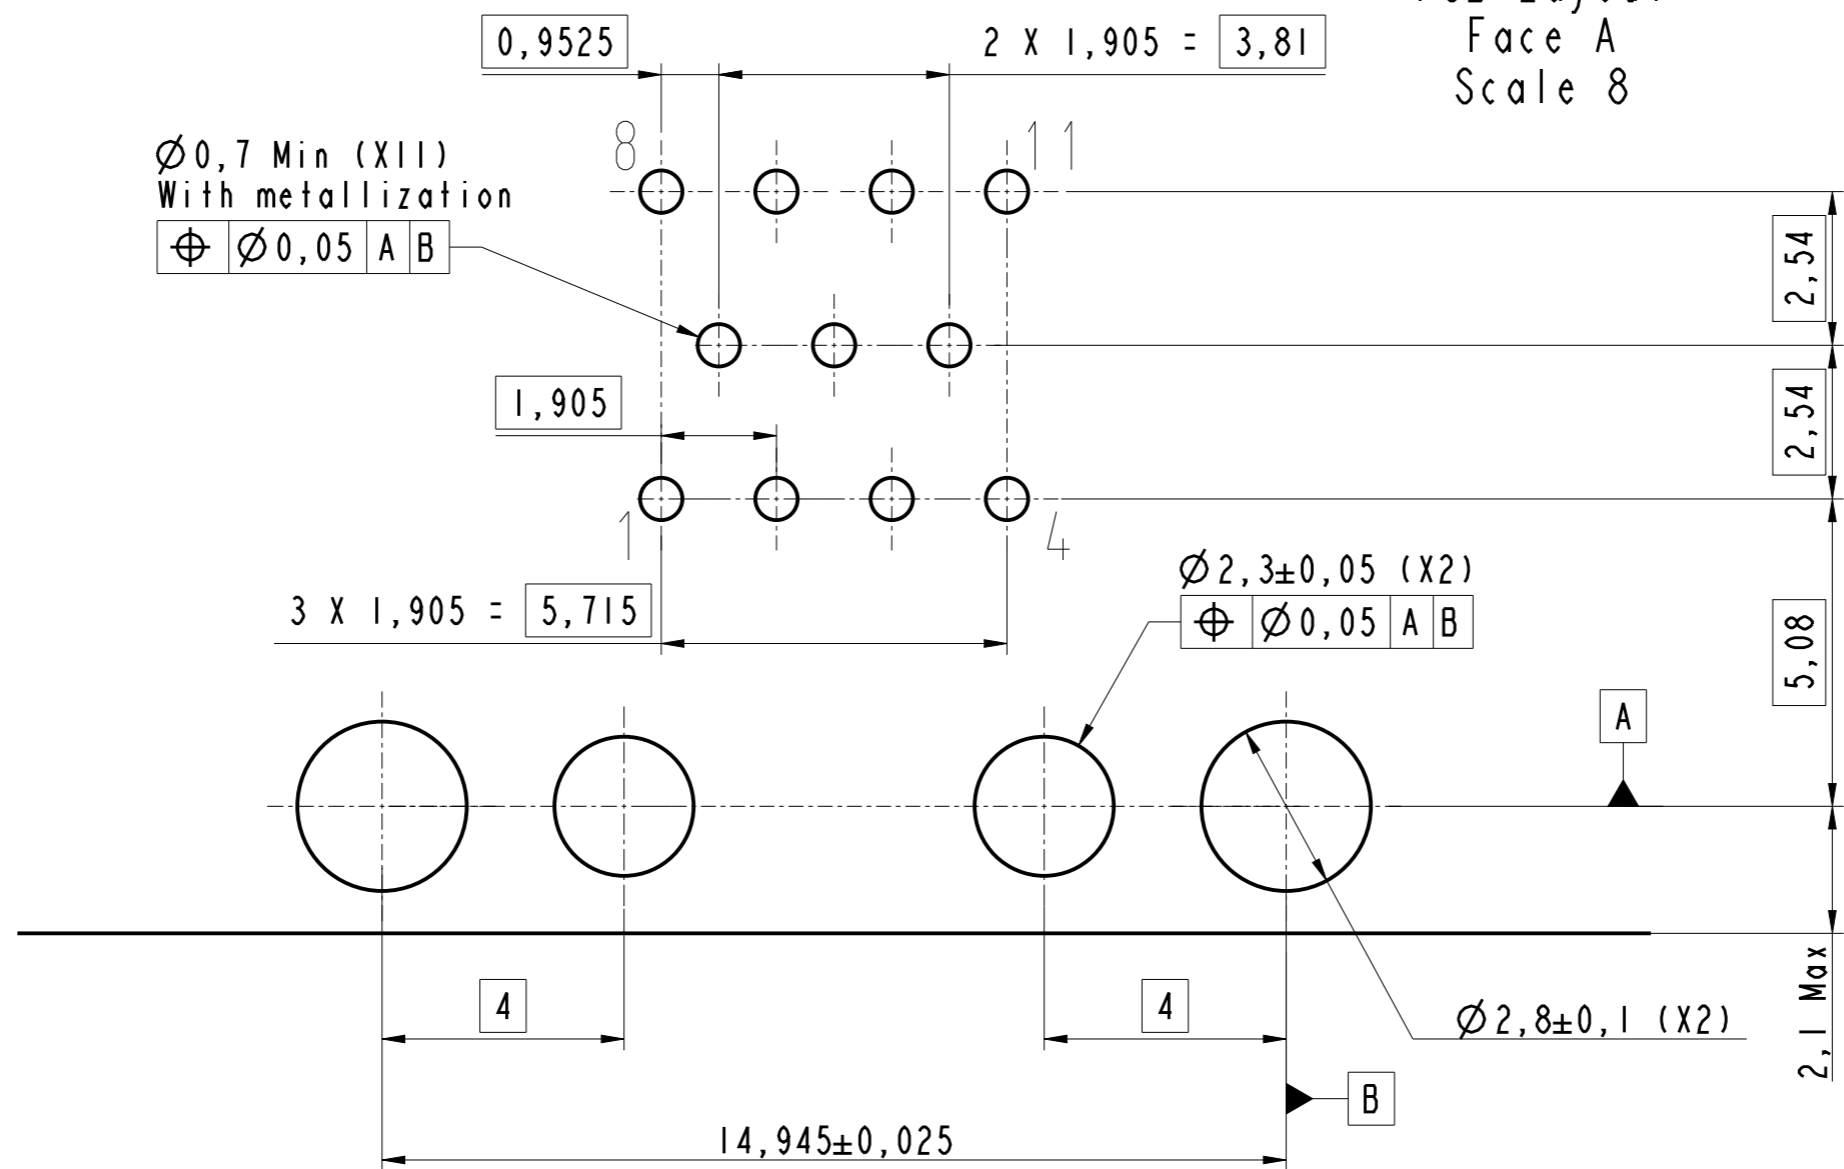 Face A
Scale 8
0,9525
2 X 1,905 = 3,81
8
11
Ø0,7 Min (X11)
With metallization
⌖ Ø0,05 A B
2,54
1,905
2,54
1
4
3 X 1,905 = 5,715
Ø2,3±0,05 (X2)
⌖ Ø0,05 A B
5,08
A
4
4
Ø2,8±0,1 (X2)
2,1 Max
B
14,945±0,025